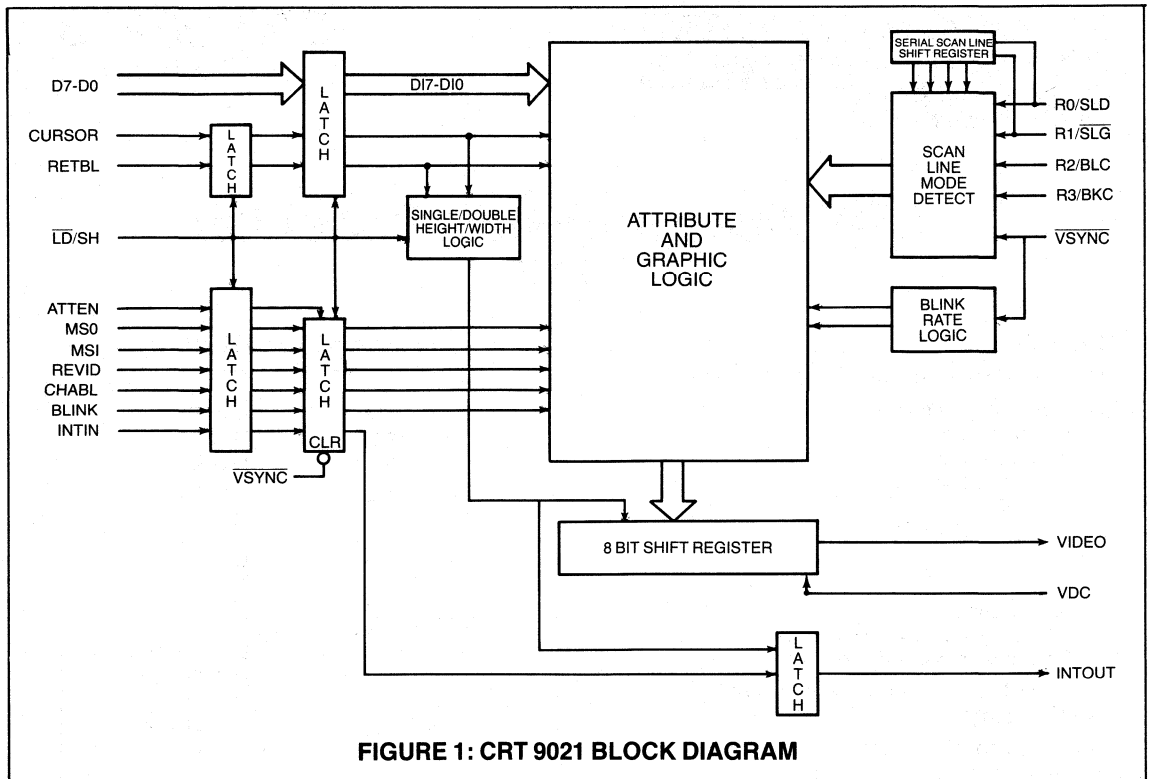 SERIAL SCAN LINE
SHIFT REGISTER
D7-D0
LATCH
DI7-DI0
R0/SLD
CURSOR
LATCH
R1/SLG
RETBL
SCAN
LINE
MODE
DETECT
R2/BLC
R3/BKC
SINGLE/DOUBLE
HEIGHT/WIDTH
LOGIC
ATTRIBUTE
AND
GRAPHIC
LOGIC
LD/SH
VSYNC
ATTEN
MS0
MSI
REVID
CHABL
BLINK
INTIN
LATCH
LATCH
CLR
VSYNC
BLINK
RATE
LOGIC
8 BIT SHIFT REGISTER
VIDEO
VDC
LATCH
INTOUT
FIGURE 1: CRT 9021 BLOCK DIAGRAM